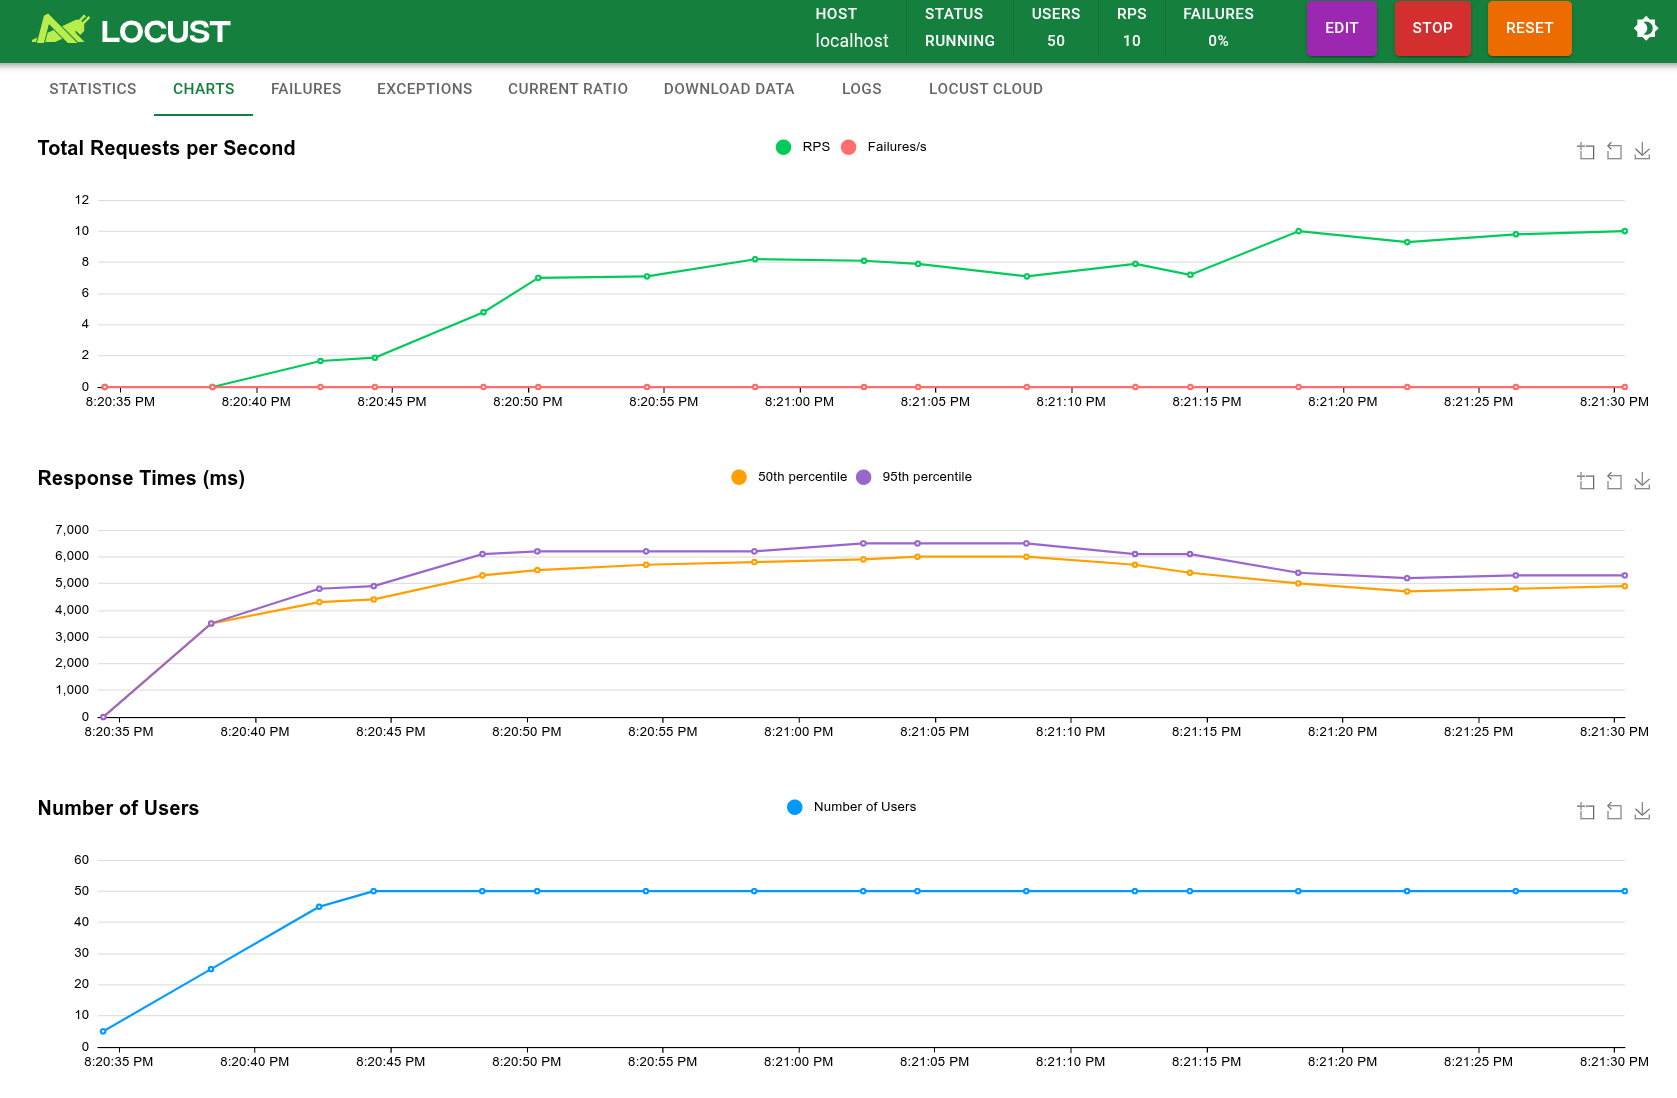 LOCUST
HOST STATUS USERS RPS FAILURES
localhost RUNNING 50 10 0%
EDIT STOP RESET
STATISTICS CHARTS FAILURES EXCEPTIONS CURRENT RATIO DOWNLOAD DATA LOGS LOCUST CLOUD
Total Requests per Second
RPS Failures/s
12
10
8
6
4
2
0
8:20:35 PM 8:20:40 PM 8:20:45 PM 8:20:50 PM 8:20:55 PM 8:21:00 PM 8:21:05 PM 8:21:10 PM 8:21:15 PM 8:21:20 PM 8:21:25 PM 8:21:30 PM
Response Times (ms)
50th percentile 95th percentile
7,000
6,000
5,000
4,000
3,000
2,000
1,000
0
8:20:35 PM 8:20:40 PM 8:20:45 PM 8:20:50 PM 8:20:55 PM 8:21:00 PM 8:21:05 PM 8:21:10 PM 8:21:15 PM 8:21:20 PM 8:21:25 PM 8:21:30 PM
Number of Users
Number of Users
60
50
40
30
20
10
0
8:20:35 PM 8:20:40 PM 8:20:45 PM 8:20:50 PM 8:20:55 PM 8:21:00 PM 8:21:05 PM 8:21:10 PM 8:21:15 PM 8:21:20 PM 8:21:25 PM 8:21:30 PM